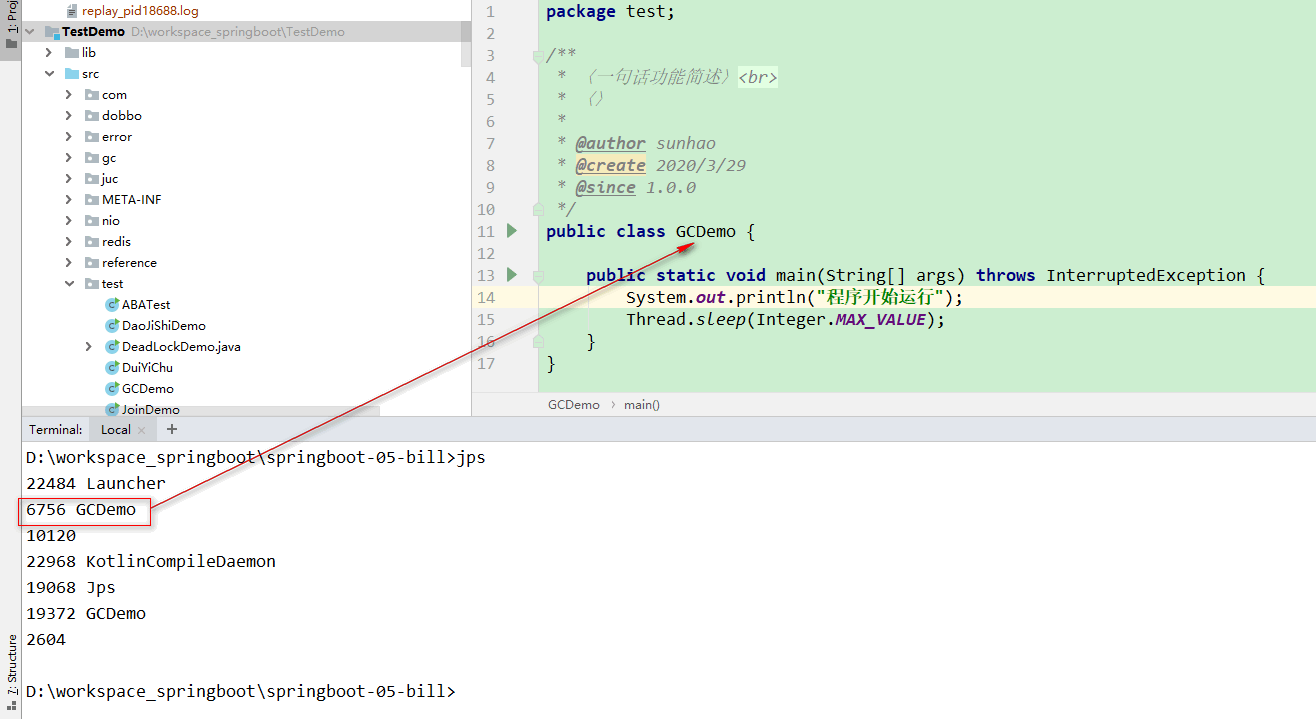 1: Proj
replay_pid18688.log
TestDemo D:\workspace_springboot\TestDemo
lib
src
com
dobbo
error
gc
juc
META-INF
nio
redis
reference
test
ABATest
DaoJiShiDemo
DeadLockDemo.java
DuiYiChu
GCDemo
JoinDemo
1 package test;
2
3 /**
4 * 〈一句话功能简述〉<br>
5 * 〈〉
6 *
7 * @author sunhao
8 * @create 2020/3/29
9 * @since 1.0.0
10 */
11 public class GCDemo {
12
13 public static void main(String[] args) throws InterruptedException {
14 System.out.println("程序开始运行");
15 Thread.sleep(Integer.MAX_VALUE);
16 }
17 }
GCDemo › main()
Terminal: Local × +
D:\workspace_springboot\springboot-05-bill>jps
22484 Launcher
6756 GCDemo
10120
22968 KotlinCompileDaemon
19068 Jps
19372 GCDemo
2604
D:\workspace_springboot\springboot-05-bill>
Z: Structure